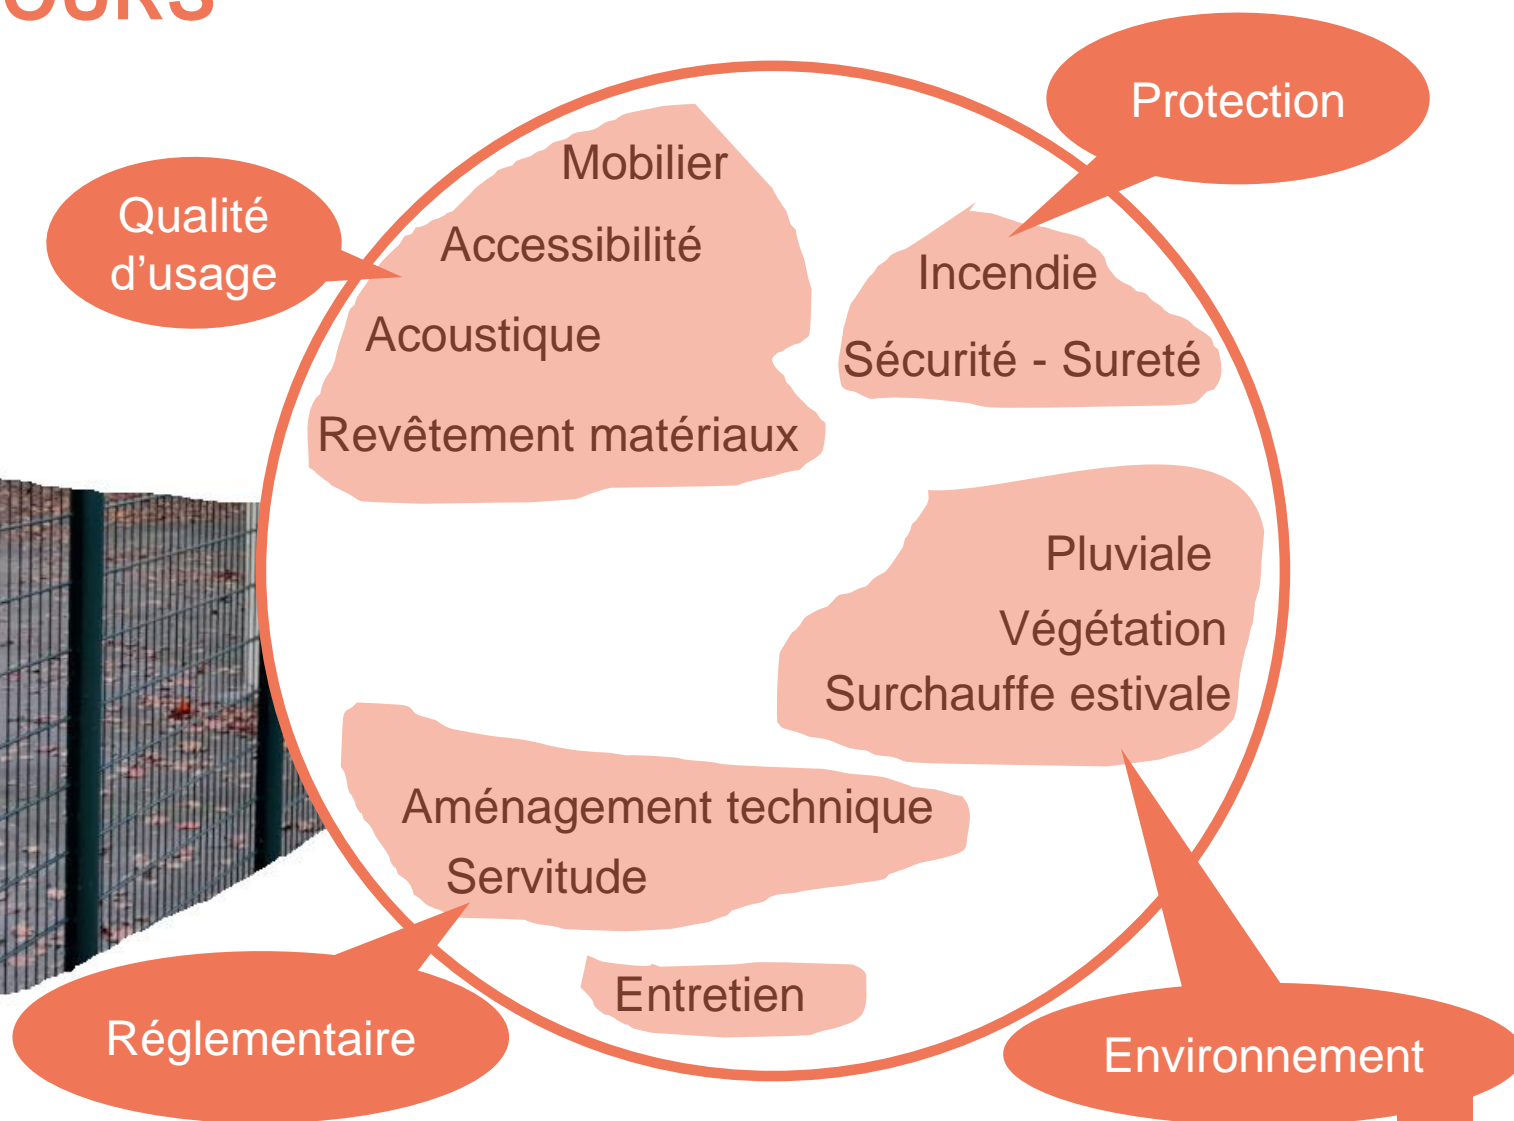 OURS
Protection
Qualité
d’usage
Mobilier
Accessibilité
Acoustique
Revêtement matériaux
Incendie
Sécurité - Sureté
Pluviale
Végétation
Surchauffe estivale
Aménagement technique
Servitude
Entretien
Réglementaire
Environnement